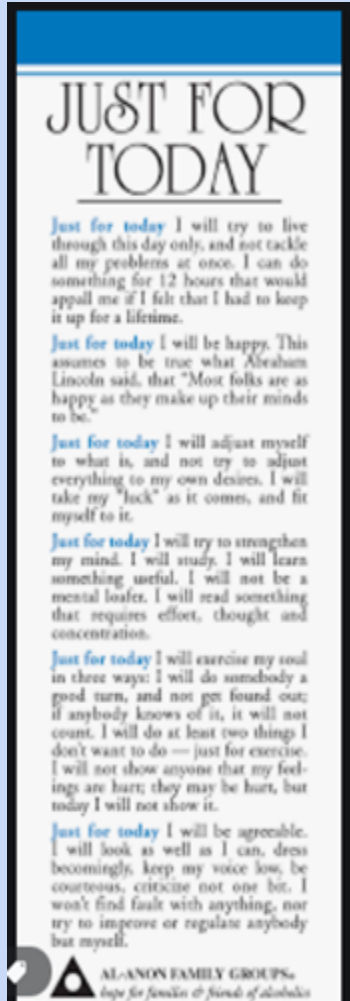 JUST FOR
TODAY
Just for today I will try to live
through this day only, and not tackle
all my problems at once. I can do
something for 12 hours that would
appall me if I felt that I had to keep
it up for a lifetime.
Just for today I will be happy. This
assumes to be true what Abraham
Lincoln said, that "Most folks are as
happy as they make up their minds
to be."
Just for today I will adjust myself
to what is, and not try to adjust
everything to my own desires. I will
take my "luck" as it comes, and fit
myself to it.
Just for today I will try to strengthen
my mind. I will study. I will learn
something useful. I will not be a
mental loafer. I will read something
that requires effort, thought and
concentration.
Just for today I will exercise my soul
in three ways: I will do somebody a
good turn, and not get found out;
if anybody knows of it, it will not
count. I will do at least two things I
don't want to do — just for exercise.
I will not show anyone that my feel-
ings are hurt; they may be hurt, but
today I will not show it.
Just for today I will be agreeable.
I will look as well as I can, dress
becomingly, keep my voice low, be
courteous, criticize not one bit. I
won't find fault with anything, nor
try to improve or regulate anybody
but myself.
AL-ANON FAMILY GROUPS®
hope for families & friends of alcoholics